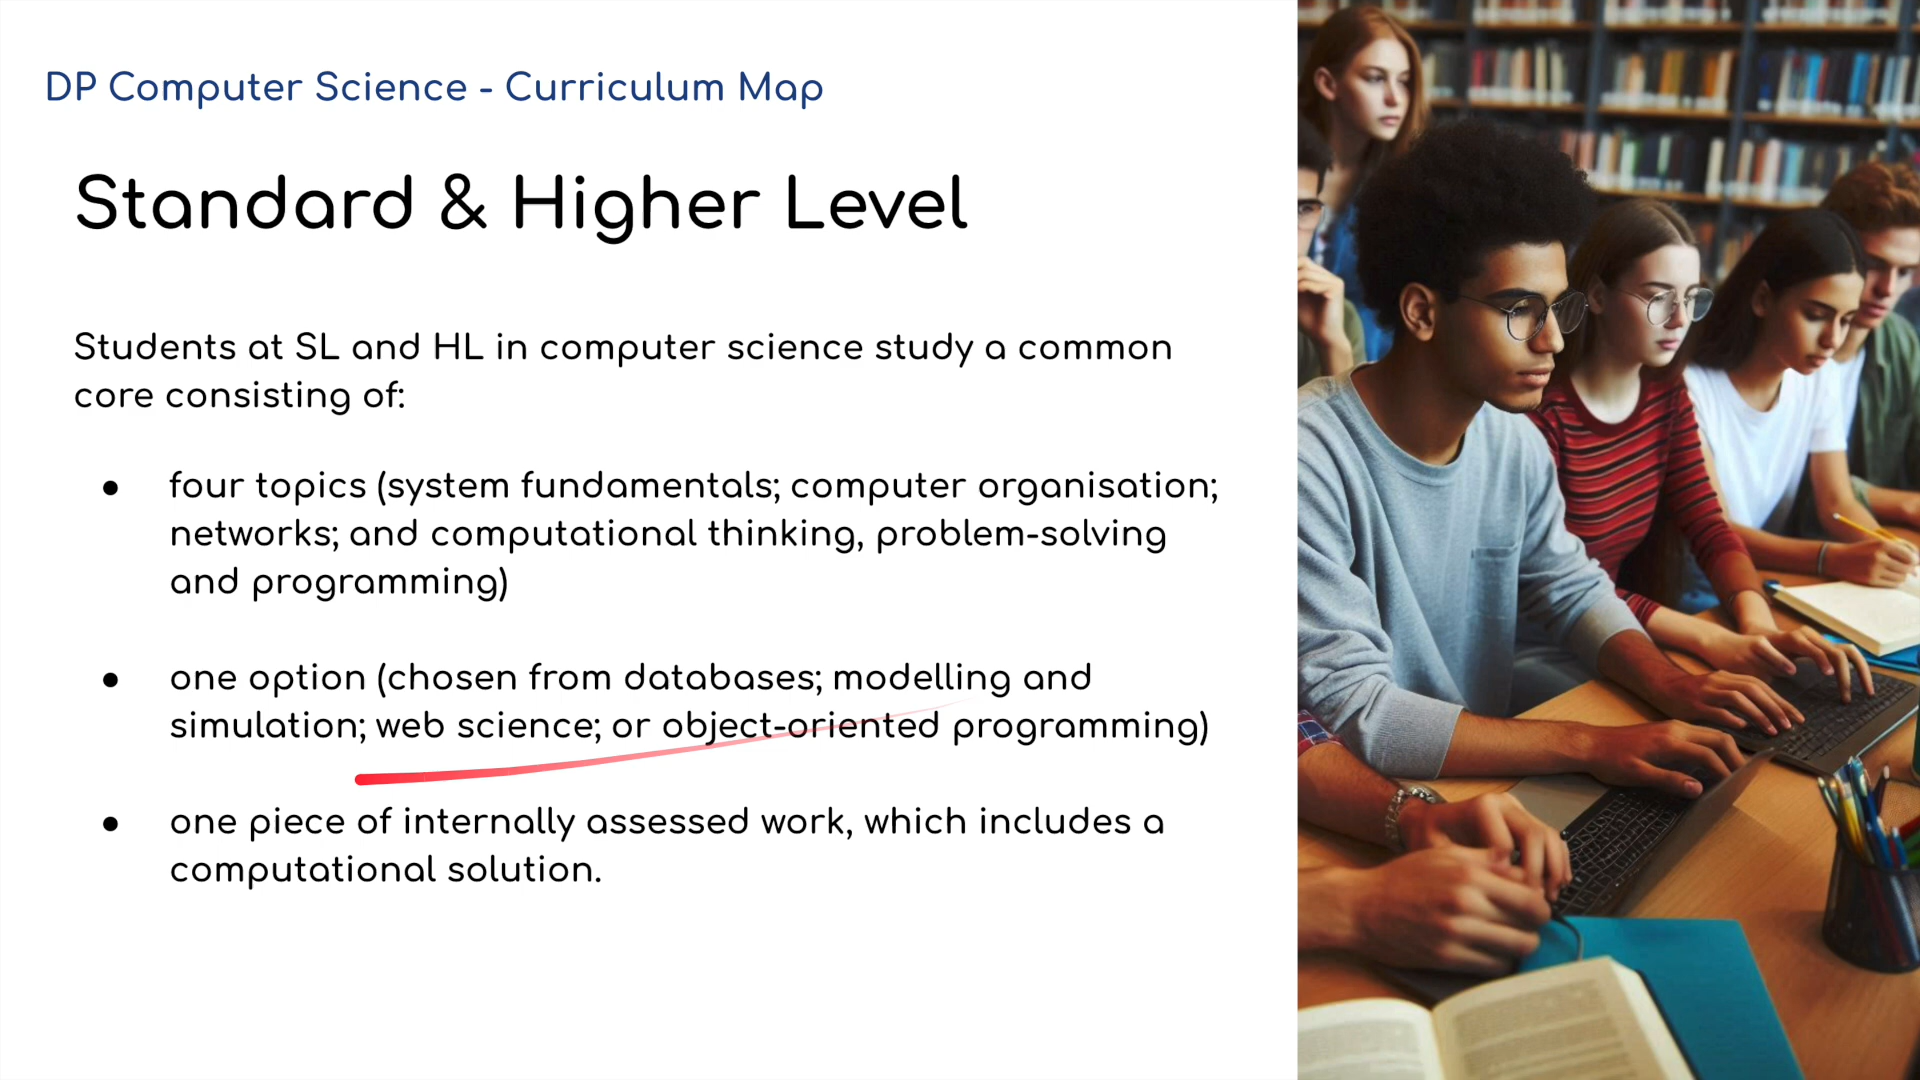 DP Computer Science - Curriculum Map
Standard & Higher Level
Students at SL and HL in computer science study a common
core consisting of:
● four topics (system fundamentals; computer organisation;
networks; and computational thinking, problem-solving
and programming)
● one option (chosen from databases; modelling and
simulation; web science; or object-oriented programming)
● one piece of internally assessed work, which includes a
computational solution.